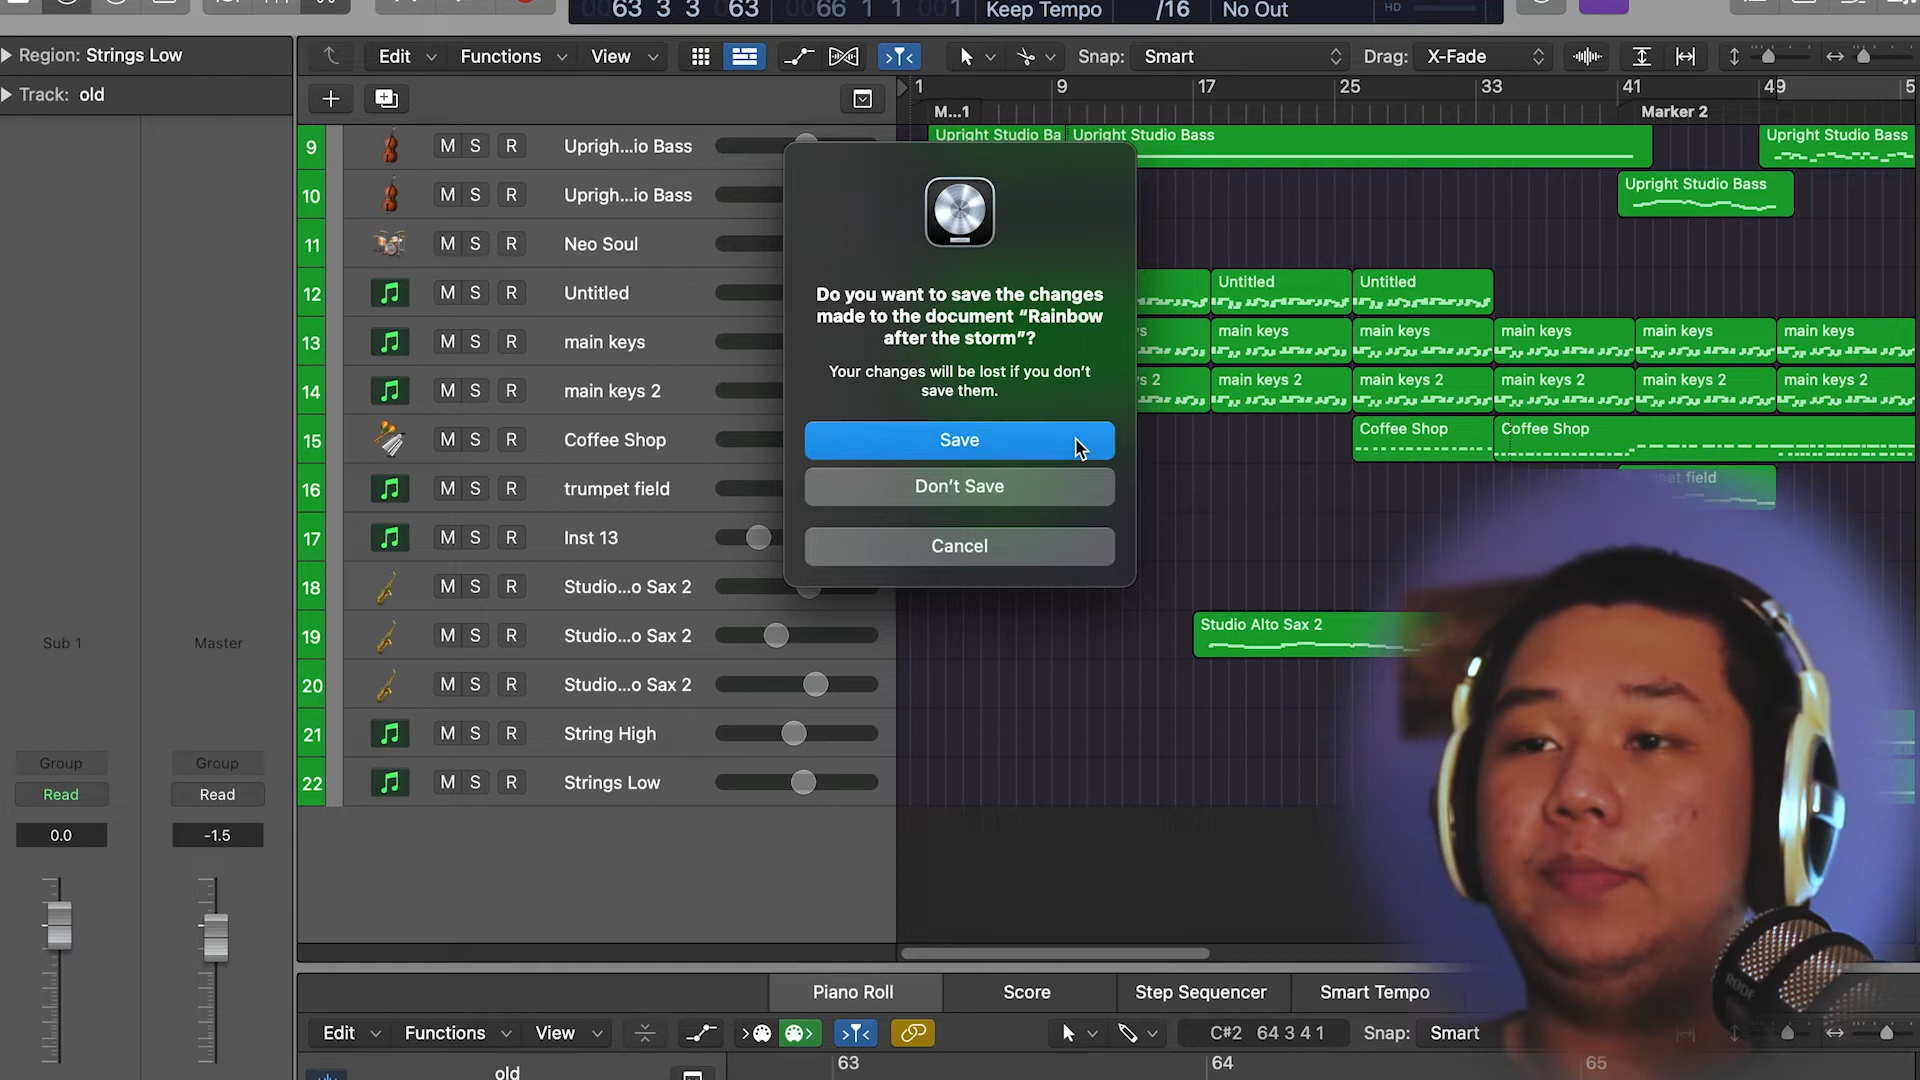 63 3 3 63
0066 1 1 001
Keep Tempo
/16
No Out
HD
Region: Strings Low
Edit
Functions
View
Snap: Smart
Drag: X-Fade
Track: old
1
9
17
25
33
41
49
M...1
Marker 2
9 M S R Uprigh...io Bass
Upright Studio Ba
Upright Studio Bass
Upright Studio Bass
10 M S R Uprigh...io Bass
Upright Studio Bass
11 M S R Neo Soul
12 M S R Untitled
Untitled
Untitled
13 M S R main keys
main keys
main keys
main keys
main keys
main keys
14 M S R main keys 2
main keys 2
main keys 2
main keys 2
main keys 2
main keys 2
15 M S R Coffee Shop
Coffee Shop
Coffee Shop
16 M S R trumpet field
field
17 M S R Inst 13
18 M S R Studio...o Sax 2
19 M S R Studio...o Sax 2
Studio Alto Sax 2
20 M S R Studio...o Sax 2
21 M S R String High
22 M S R Strings Low
Do you want to save the changes
made to the document “Rainbow
after the storm”?
Your changes will be lost if you don’t
save them.
Save
Don’t Save
Cancel
Sub 1
Master
Group
Group
Read
Read
0.0
-1.5
Piano Roll
Score
Step Sequencer
Smart Tempo
Edit
Functions
View
C#2 64 3 4 1
Snap: Smart
old
63
64
65
RODE